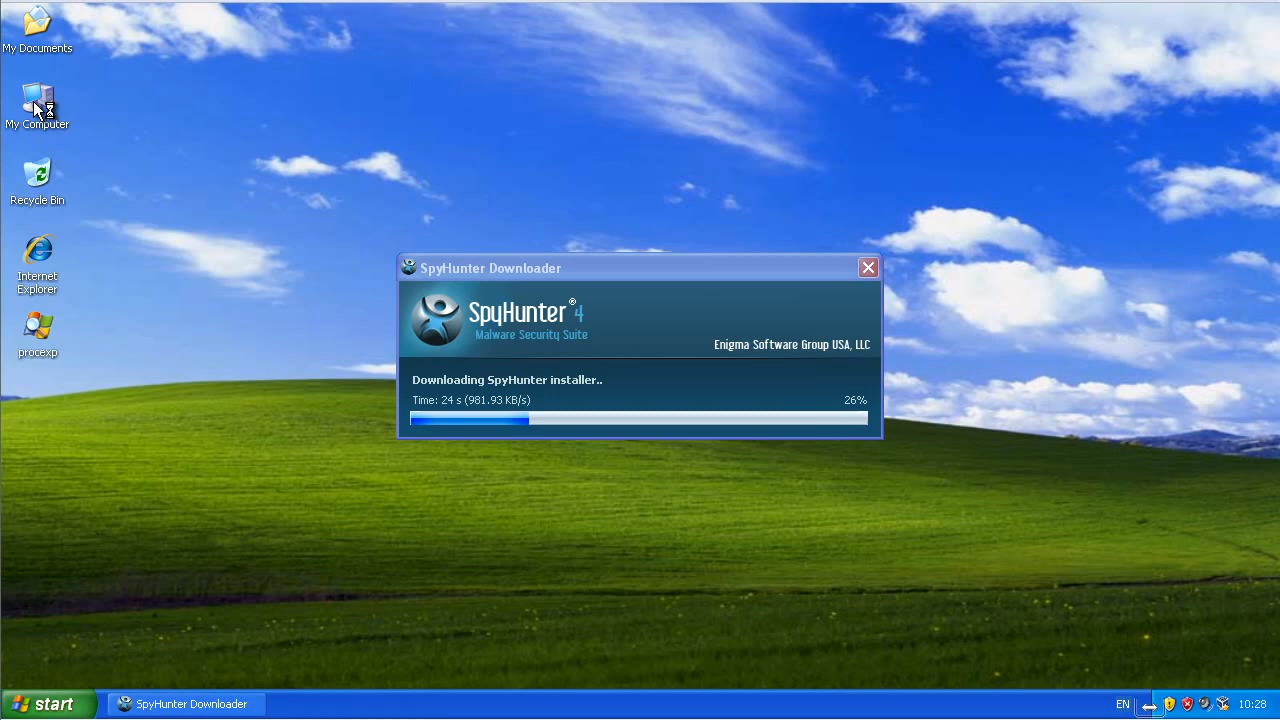 My Documents
My Computer
Recycle Bin
Internet
Explorer
procexp
SpyHunter Downloader
SpyHunter® 4
Malware Security Suite
Enigma Software Group USA, LLC
Downloading SpyHunter installer..
Time: 24 s (981.93 KB/s)
26%
start
SpyHunter Downloader
EN
10:28